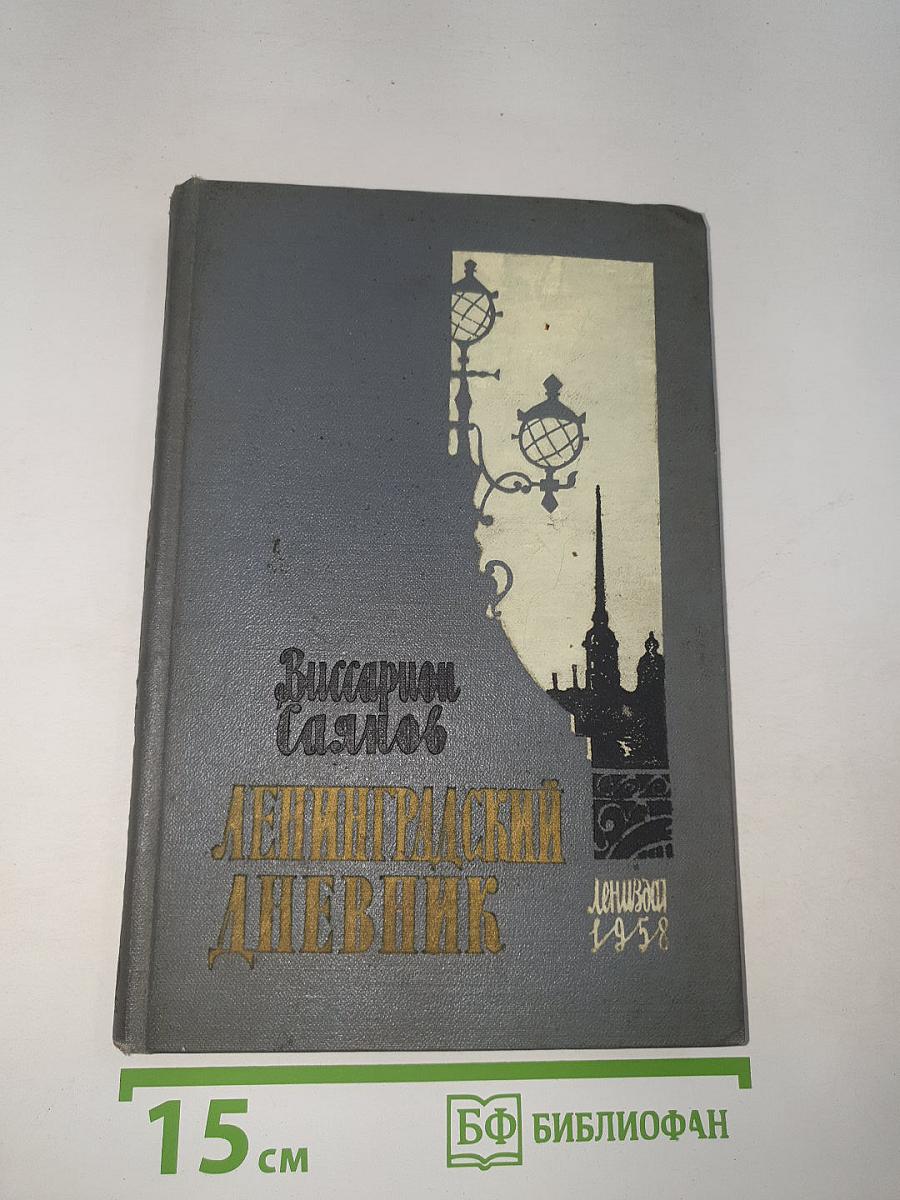 Виссарион
Саянов
ЛЕНИНГРАДСКИЙ
ДНЕВНИК
Лениздат
1958
15 см
БФ БИБЛИОФАН